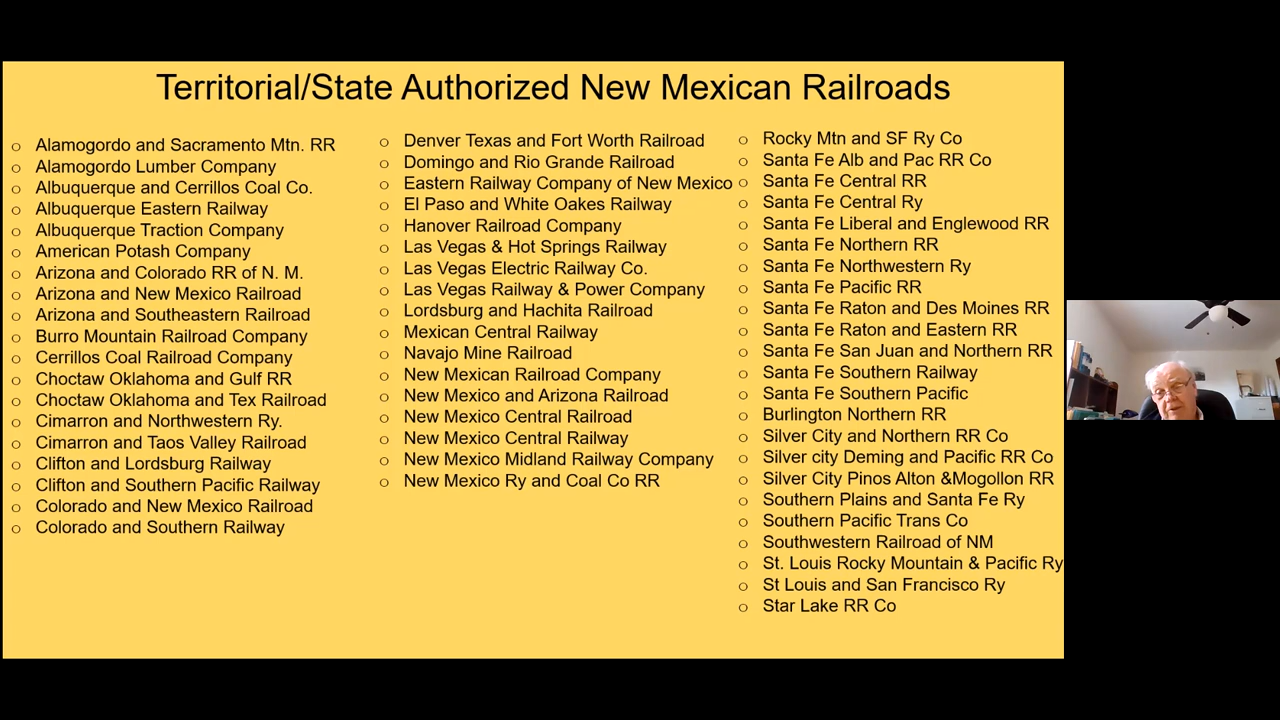 Territorial/State Authorized New Mexican Railroads
Alamogordo and Sacramento Mtn. RR
Alamogordo Lumber Company
Albuquerque and Cerrillos Coal Co.
Albuquerque Eastern Railway
Albuquerque Traction Company
American Potash Company
Arizona and Colorado RR of N. M.
Arizona and New Mexico Railroad
Arizona and Southeastern Railroad
Burro Mountain Railroad Company
Cerrillos Coal Railroad Company
Choctaw Oklahoma and Gulf RR
Choctaw Oklahoma and Tex Railroad
Cimarron and Northwestern Ry.
Cimarron and Taos Valley Railroad
Clifton and Lordsburg Railway
Clifton and Southern Pacific Railway
Colorado and New Mexico Railroad
Colorado and Southern Railway
Denver Texas and Fort Worth Railroad
Domingo and Rio Grande Railroad
Eastern Railway Company of New Mexico
El Paso and White Oakes Railway
Hanover Railroad Company
Las Vegas & Hot Springs Railway
Las Vegas Electric Railway Co.
Las Vegas Railway & Power Company
Lordsburg and Hachita Railroad
Mexican Central Railway
Navajo Mine Railroad
New Mexican Railroad Company
New Mexico and Arizona Railroad
New Mexico Central Railroad
New Mexico Central Railway
New Mexico Midland Railway Company
New Mexico Ry and Coal Co RR
Rocky Mtn and SF Ry Co
Santa Fe Alb and Pac RR Co
Santa Fe Central RR
Santa Fe Central Ry
Santa Fe Liberal and Englewood RR
Santa Fe Northern RR
Santa Fe Northwestern Ry
Santa Fe Pacific RR
Santa Fe Raton and Des Moines RR
Santa Fe Raton and Eastern RR
Santa Fe San Juan and Northern RR
Santa Fe Southern Railway
Santa Fe Southern Pacific
Burlington Northern RR
Silver City and Northern RR Co
Silver city Deming and Pacific RR Co
Silver City Pinos Alton &Mogollon RR
Southern Plains and Santa Fe Ry
Southern Pacific Trans Co
Southwestern Railroad of NM
St. Louis Rocky Mountain & Pacific Ry
St Louis and San Francisco Ry
Star Lake RR Co